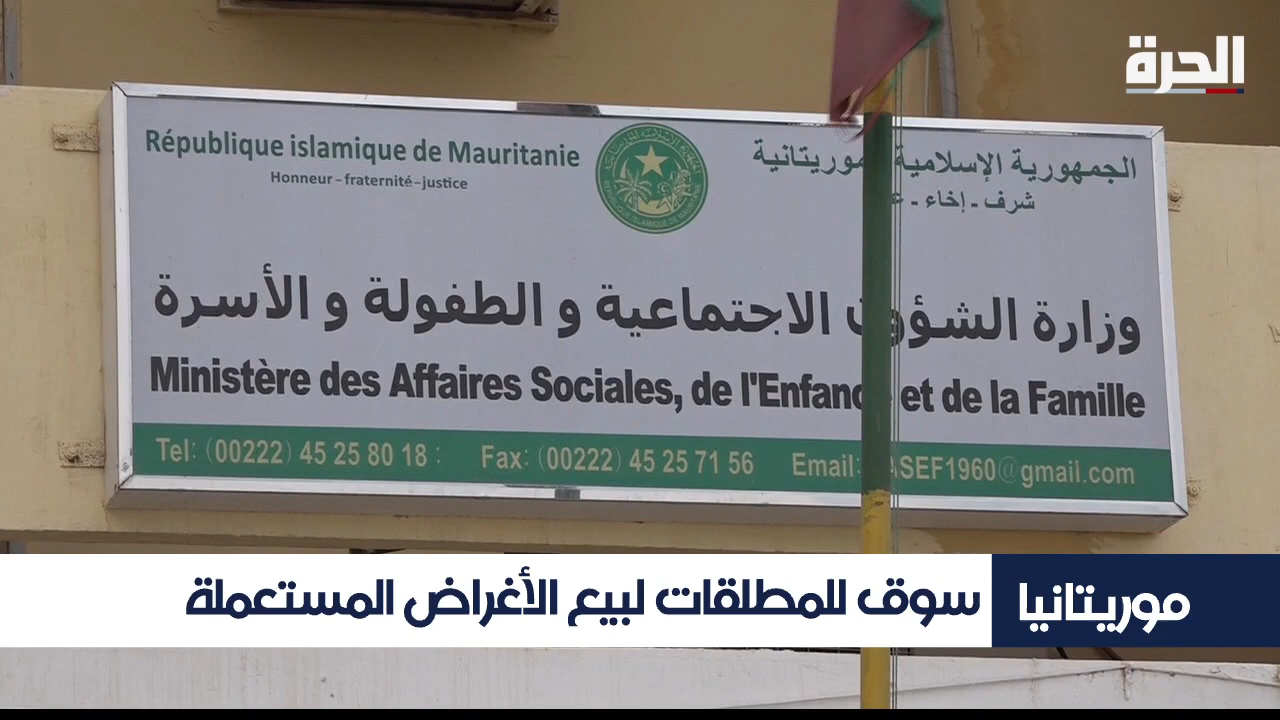 الحرة
République islamique de Mauritanie
Honneur - fraternité - justice
الجمهورية الإسلامية الموريتانية
شرف - إخاء -
وزارة الشؤون الاجتماعية و الطفولة و الأسرة
Ministère des Affaires Sociales, de l'Enfance et de la Famille
Tel: (00222) 45 25 80 18 : Fax: (00222) 45 25 71 56 Email: ASEF1960@gmail.com
موريتانيا
سوق للمطلقات لبيع الأغراض المستعملة